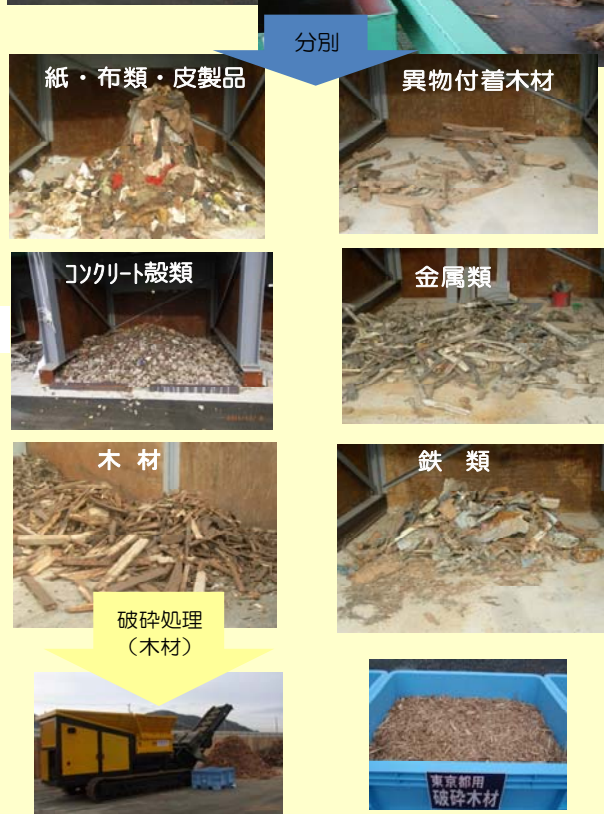 分別
紙・布類・皮製品
異物付着木材
コンクリート殻類
金属類
木 材
鉄 類
破砕処理
（木材）
東京都用
破砕木材